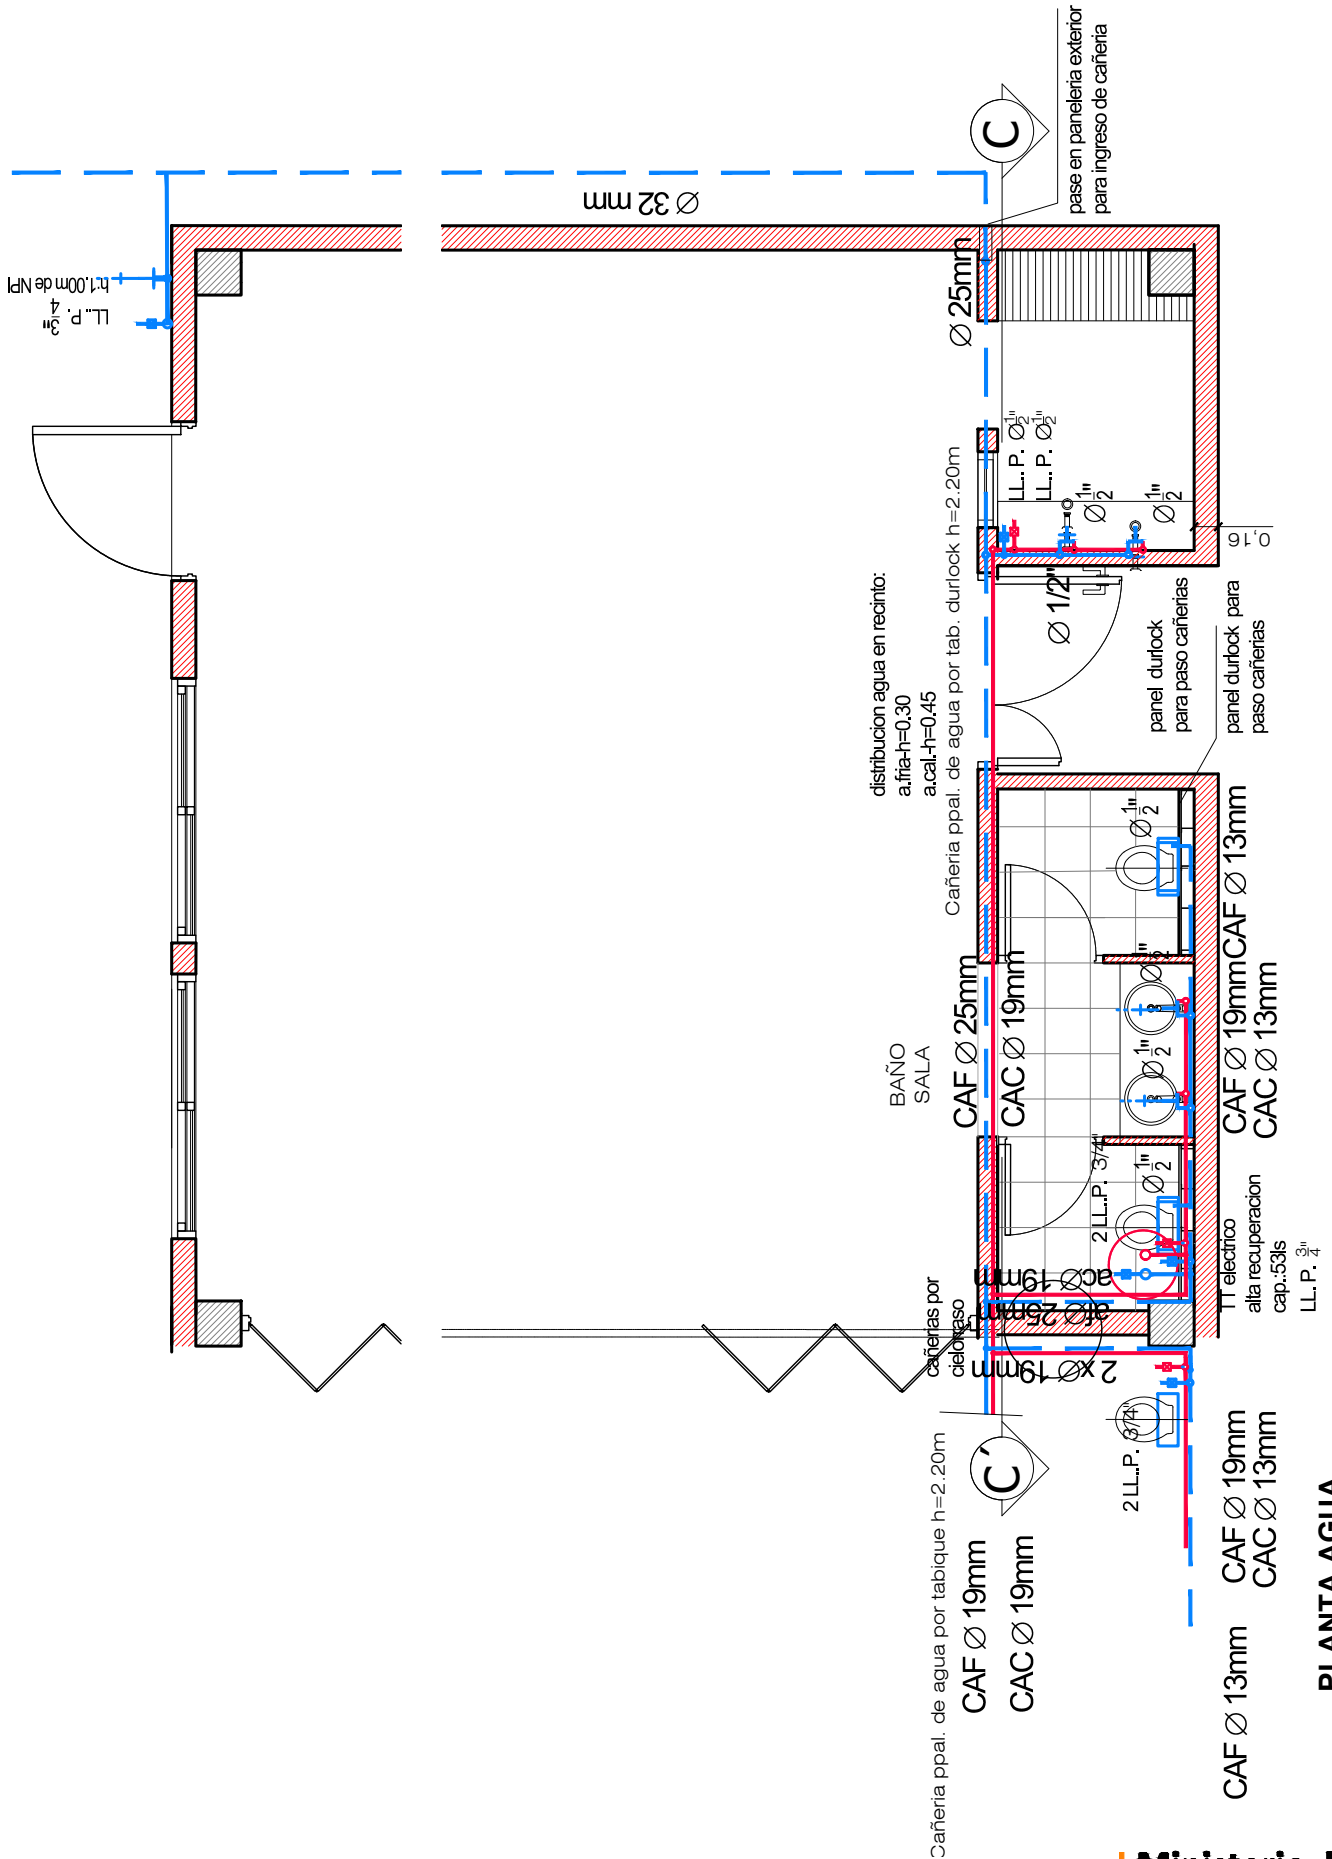 LL..P. 3/4"
h:1.00m de NPI
Ø 32 mm
C
pase en paneleria exterior
para ingreso de cañeria
Ø 25mm
LL..P. Ø1/2"
LL..P. Ø1/2"
Ø1/2"
Ø1/2"
0,16
Ø 1/2"
distribucion agua en recinto:
a.fria-h=0.30
a.cal.-h=0.45
Cañeria ppal. de agua por tab. durlock h=2.20m
panel durlock
para paso cañerias
panel durlock para
paso cañerias
BAÑO
SALA
CAF Ø 25mm
CAC Ø 19mm
Ø1/2"
Ø1/2"
Ø1/2"
Ø1/2"
2 LL..P. 3/4"
CAF Ø 13mm
CAF Ø 19mm
CAC Ø 13mm
TT electrico
alta recuperacion
cap.:53ls
LL.P. 3/4"
cañerias por
cieloraso
ac Ø 19mm
af Ø 25mm
2x Ø 19mm
C'
2 LL..P. 3/4"
Cañeria ppal. de agua por tabique h=2.20m
CAF Ø 19mm
CAC Ø 19mm
CAF Ø 19mm
CAC Ø 13mm
CAF Ø 13mm
PLANTA AGUA